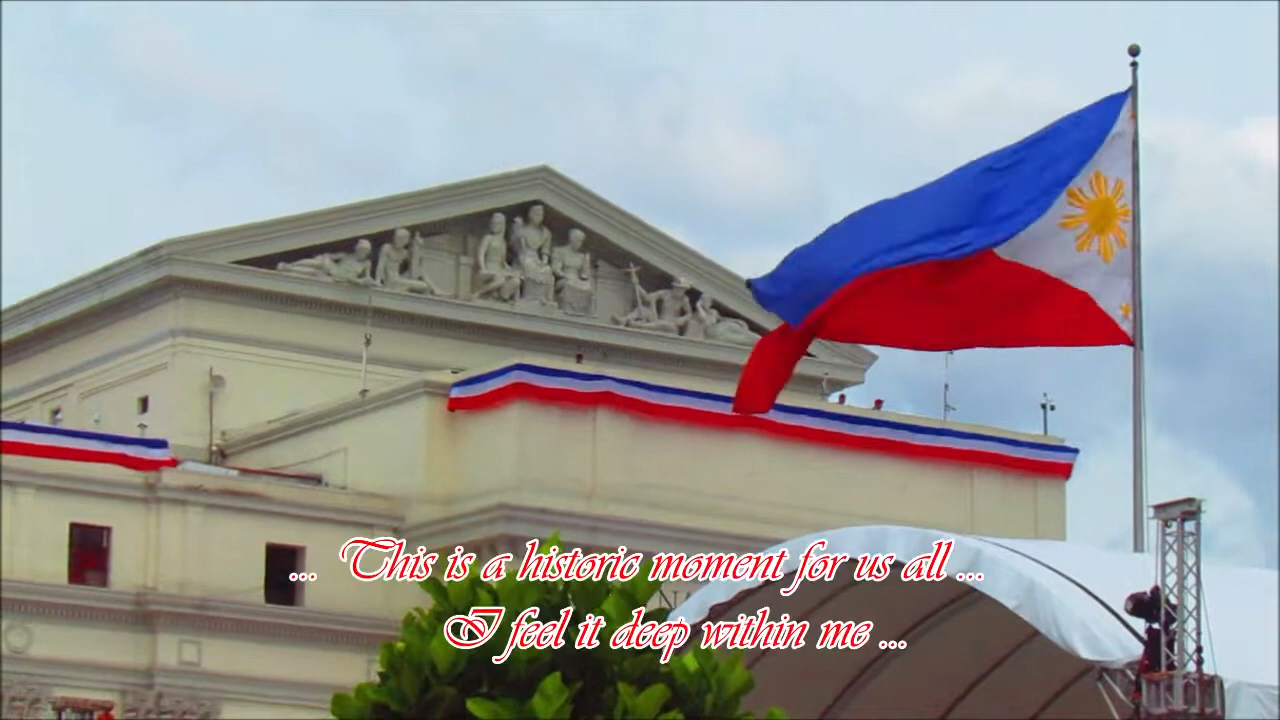 ... This is a historic moment for us all ...
I feel it deep within me ...